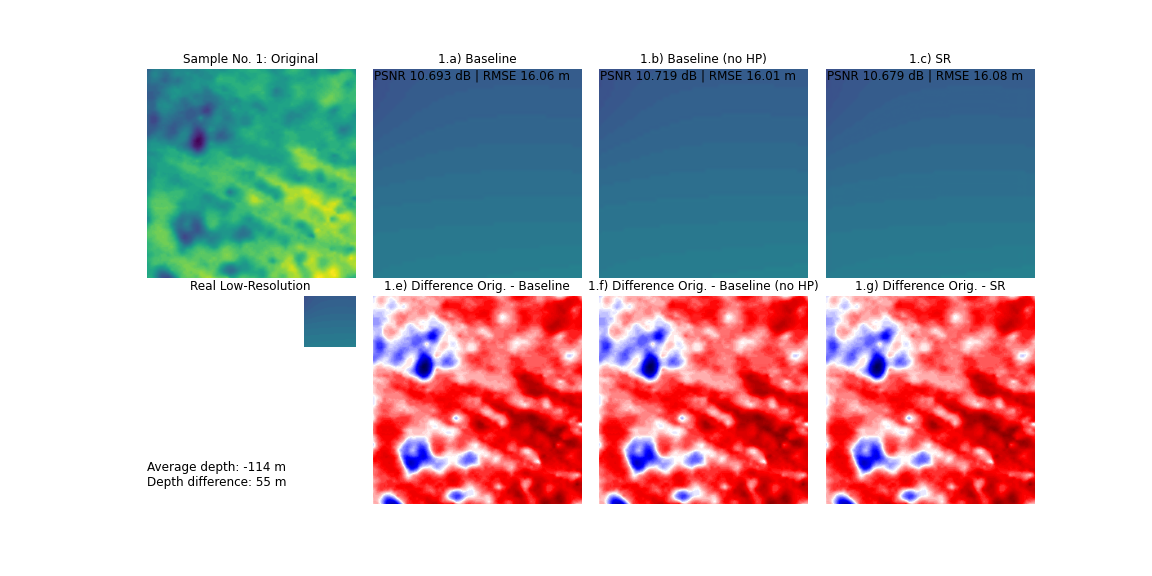 Sample No. 1: Original
1.a) Baseline
1.b) Baseline (no HP)
1.c) SR
PSNR 10.693 dB | RMSE 16.06 m
PSNR 10.719 dB | RMSE 16.01 m
PSNR 10.679 dB | RMSE 16.08 m
Real Low-Resolution
1.e) Difference Orig. - Baseline
1.f) Difference Orig. - Baseline (no HP)
1.g) Difference Orig. - SR
Average depth: -114 m
Depth difference: 55 m